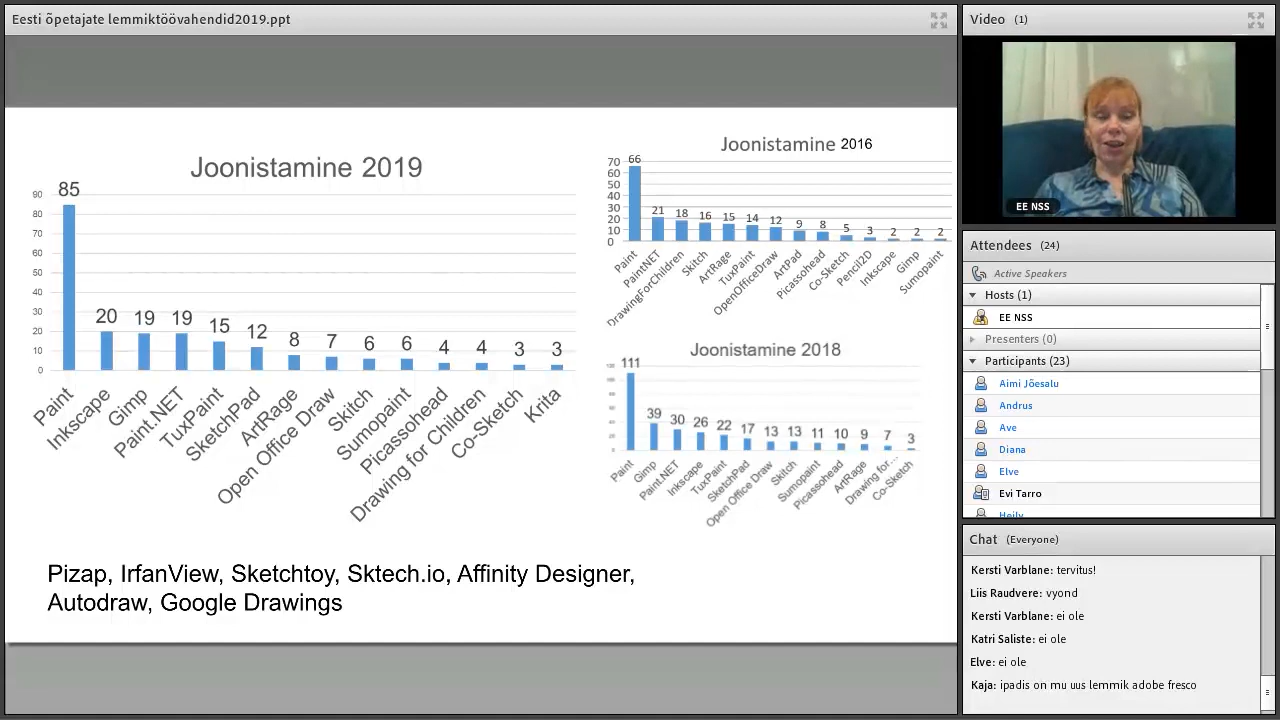 Eesti õpetajate lemmiktöövahendid2019.ppt
Joonistamine 2019
90
80
70
60
50
40
30
20
10
0
85
20
19
19
15
12
8
7
6
6
4
4
3
3
Paint
Inkscape
Gimp
Paint.NET
TuxPaint
SketchPad
ArtRage
Open Office Draw
Skitch
Sumopaint
Picassohead
Drawing for Children
Co-Sketch
Krita
Joonistamine 2016
70
60
50
40
30
20
10
0
66
21
18
16
15
14
12
9
8
5
3
2
2
2
Paint
PaintNET
DrawingForChildren
Skitch
ArtRage
TuxPaint
OpenOfficeDraw
ArtPad
Picassohead
Co-Sketch
Pencil2D
Inkscape
Gimp
Sumopaint
Joonistamine 2018
111
39
30
26
22
17
13
13
11
10
9
7
3
Paint
Gimp
Paint.NET
Inkscape
TuxPaint
SketchPad
Open Office Draw
Skitch
Sumopaint
Picassohead
ArtRage
Drawing for...
Co-Sketch
Pizap, IrfanView, Sketchtoy, Sktech.io, Affinity Designer,
Autodraw, Google Drawings
Video (1)
EE NSS
Attendees (24)
Active Speakers
Hosts (1)
EE NSS
Presenters (0)
Participants (23)
Aimi Jõesalu
Andrus
Ave
Diana
Elve
Evi Tarro
Heily
Chat (Everyone)
Kersti Varblane: tervitus!
Liis Raudvere: vyond
Kersti Varblane: ei ole
Katri Saliste: ei ole
Elve: ei ole
Kaja: ipadis on mu uus lemmik adobe fresco